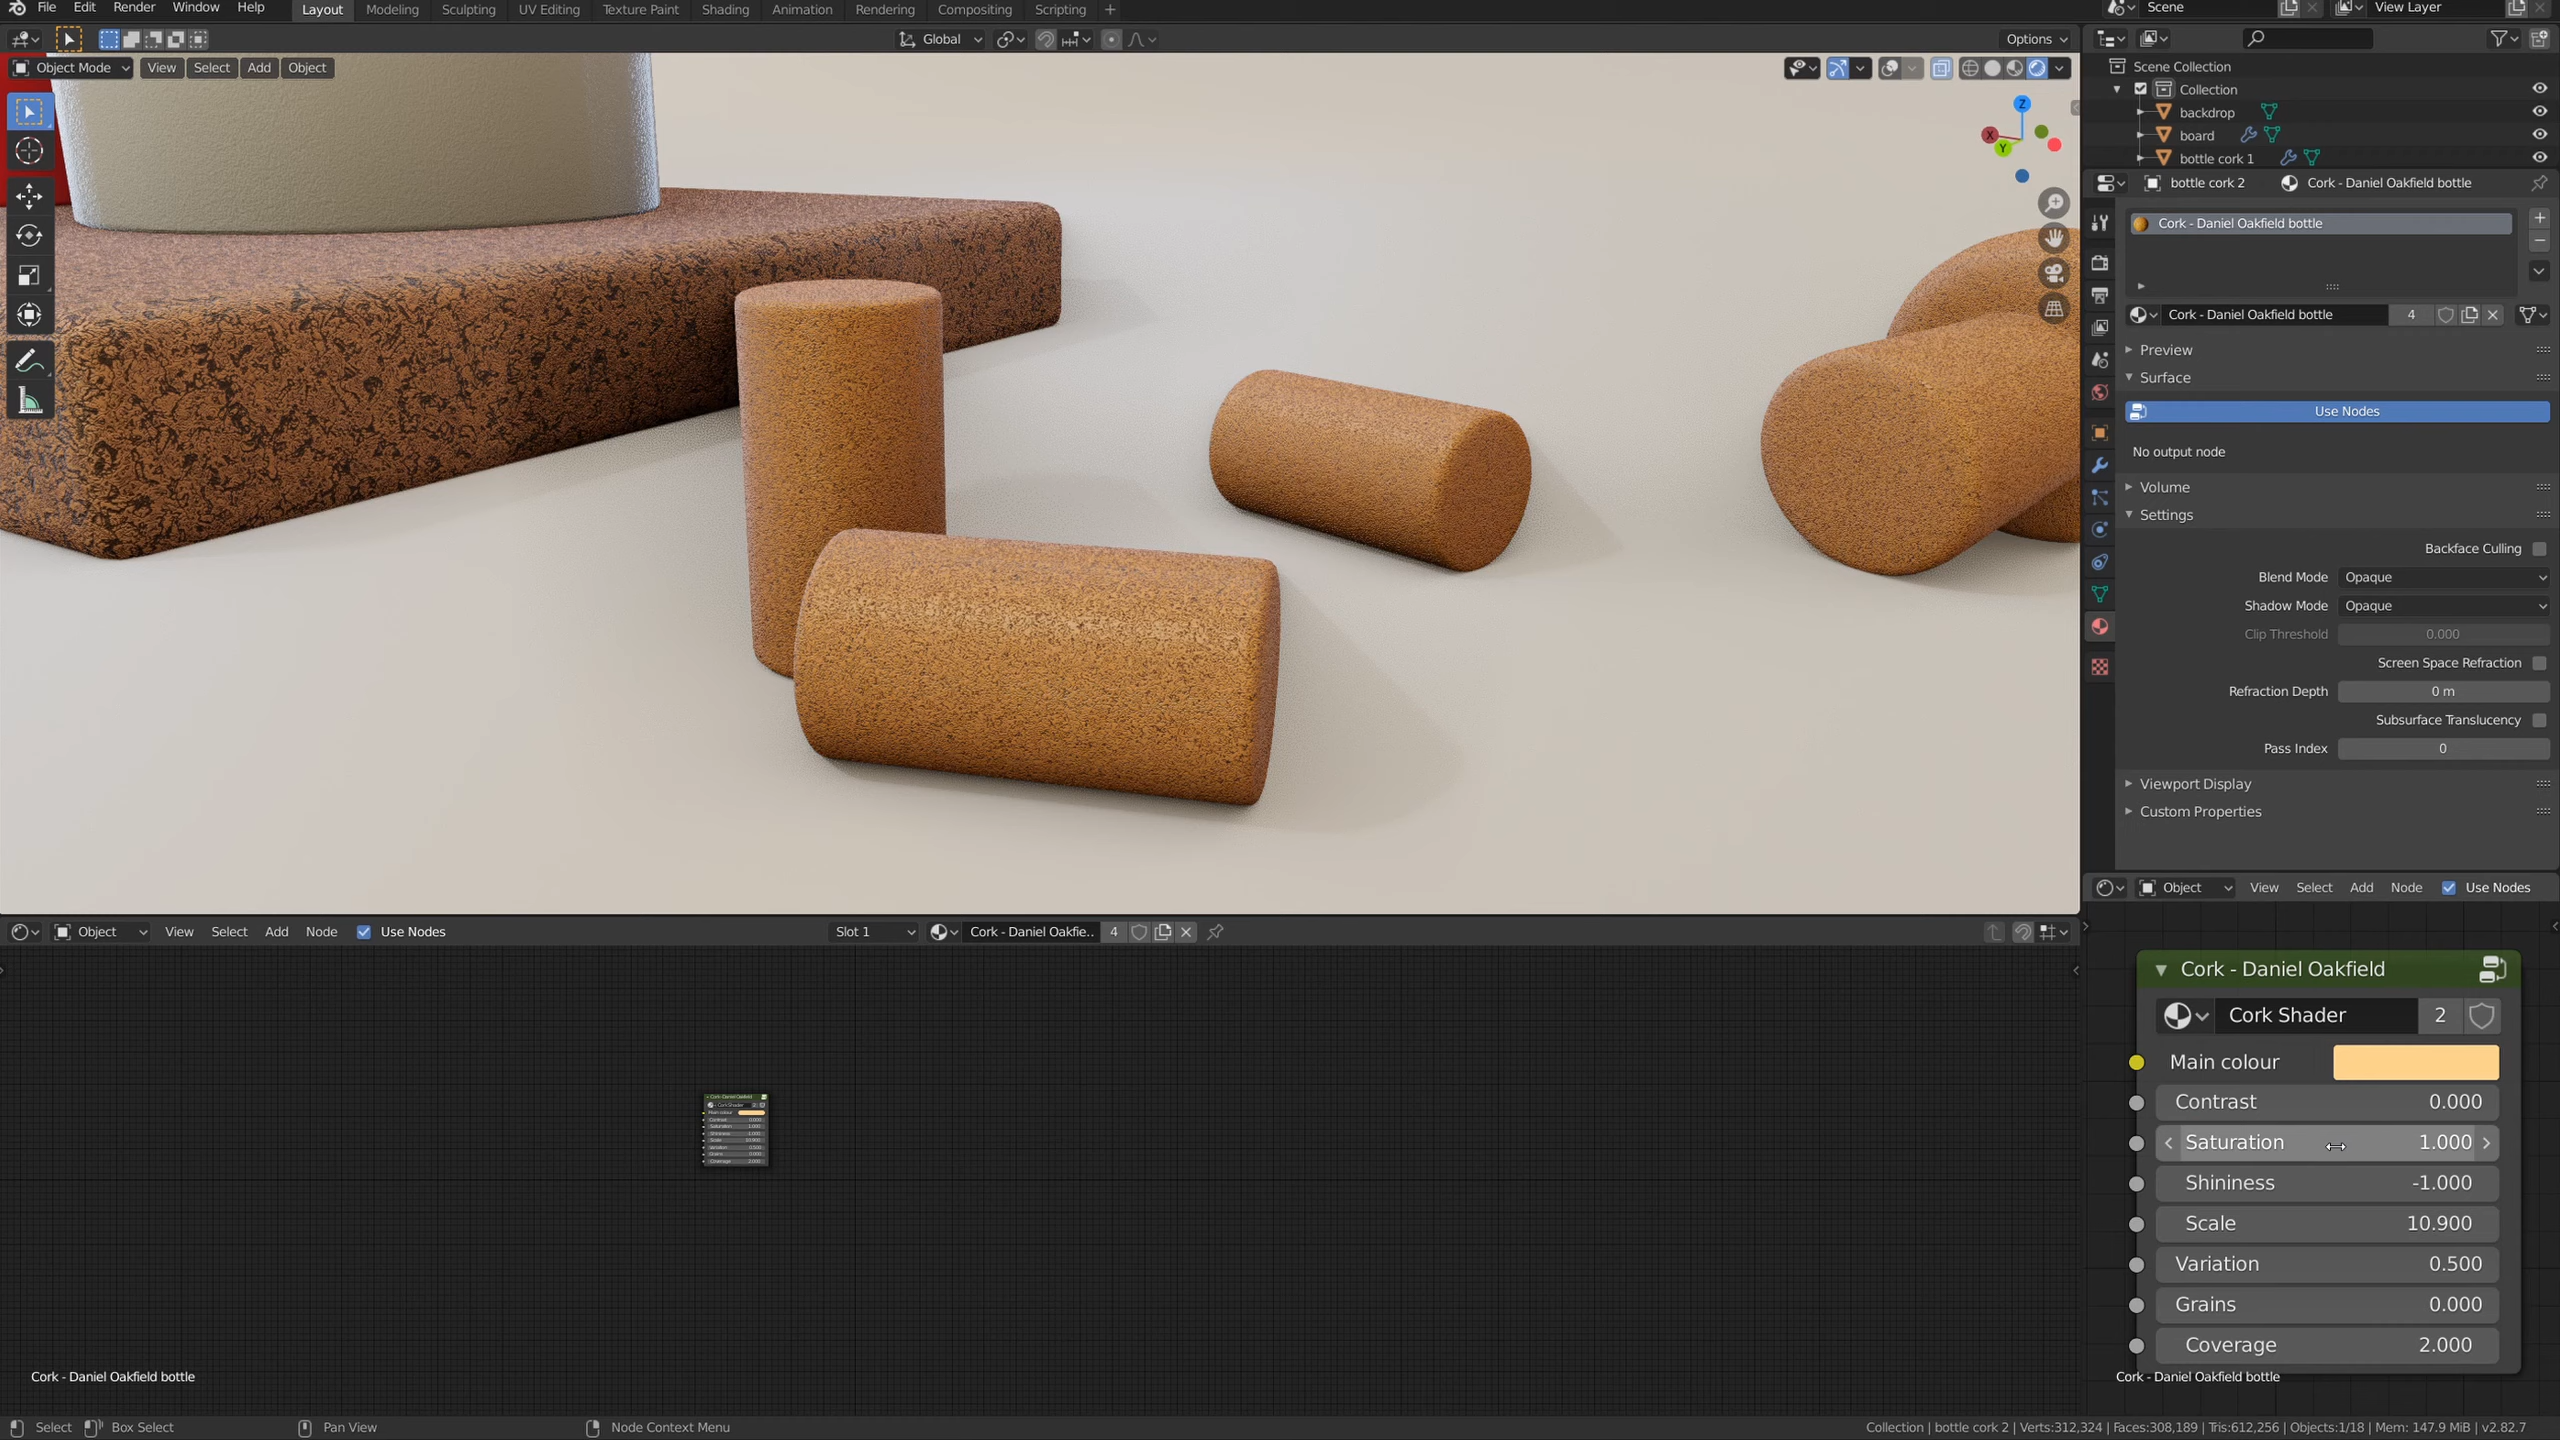 File Edit Render Window Help Layout Modeling Sculpting UV Editing Texture Paint Shading Animation Rendering Compositing Scripting + Scene View Layer
Global Options
Object Mode View Select Add Object
Scene Collection
Collection
backdrop
board
bottle cork 1
bottle cork 2 Cork - Daniel Oakfield bottle
Cork - Daniel Oakfield bottle
Cork - Daniel Oakfield bottle 4
Preview
Surface
Use Nodes
No output node
Volume
Settings
Backface Culling
Blend Mode Opaque
Shadow Mode Opaque
Clip Threshold 0.000
Screen Space Refraction
Refraction Depth 0 m
Subsurface Translucency
Pass Index 0
Viewport Display
Custom Properties
Z
X
Y
Object View Select Add Node Use Nodes
Object View Select Add Node Use Nodes Slot 1 Cork - Daniel Oakfie.. 4
Cork - Daniel Oakfield
Cork Shader 2
Main colour
Contrast 0.000
Saturation 1.000
Shininess -1.000
Scale 10.900
Variation 0.500
Grains 0.000
Coverage 2.000
Cork - Daniel Oakfield bottle
Cork - Daniel Oakfield bottle
Select Box Select Pan View Node Context Menu
Collection | bottle cork 2 | Verts:312,324 | Faces:308,189 | Tris:612,256 | Objects:1/18 | Mem: 147.9 MiB | v2.82.7